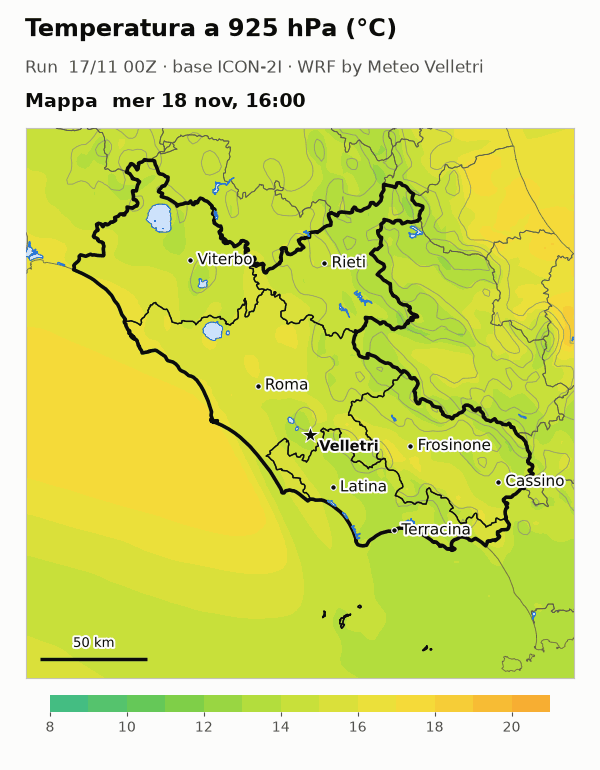 Temperatura a 925 hPa (°C)
Run  17/11 00Z · base ICON-2I · WRF by Meteo Velletri
Mappa  mer 18 nov, 16:00
Viterbo
Rieti
Roma
Velletri
Frosinone
Latina
Cassino
Terracina
50 km
8 10 12 14 16 18 20